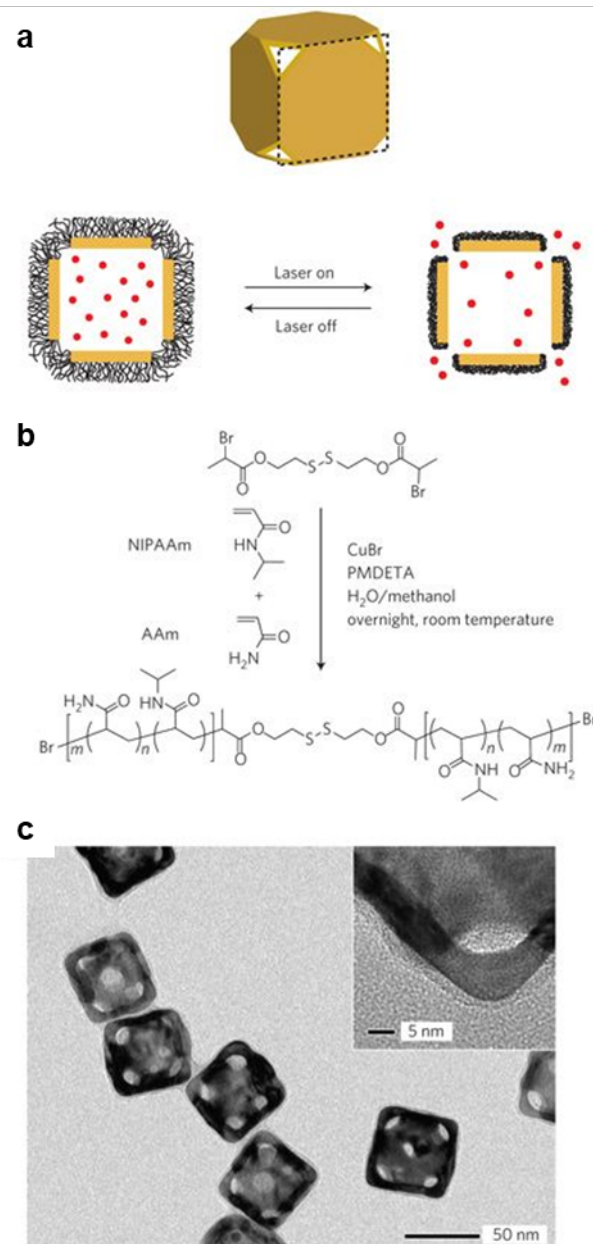 a
Laser on
Laser off
b
Br
O
O
S
S
O
O
Br
NIPAAm
O
HN
+
AAm
O
H₂N
CuBr
PMDETA
H₂O/methanol
overnight, room temperature
H₂N O HN O
Br m n O S S O O O n m Br
O NH O NH₂
c
5 nm
50 nm